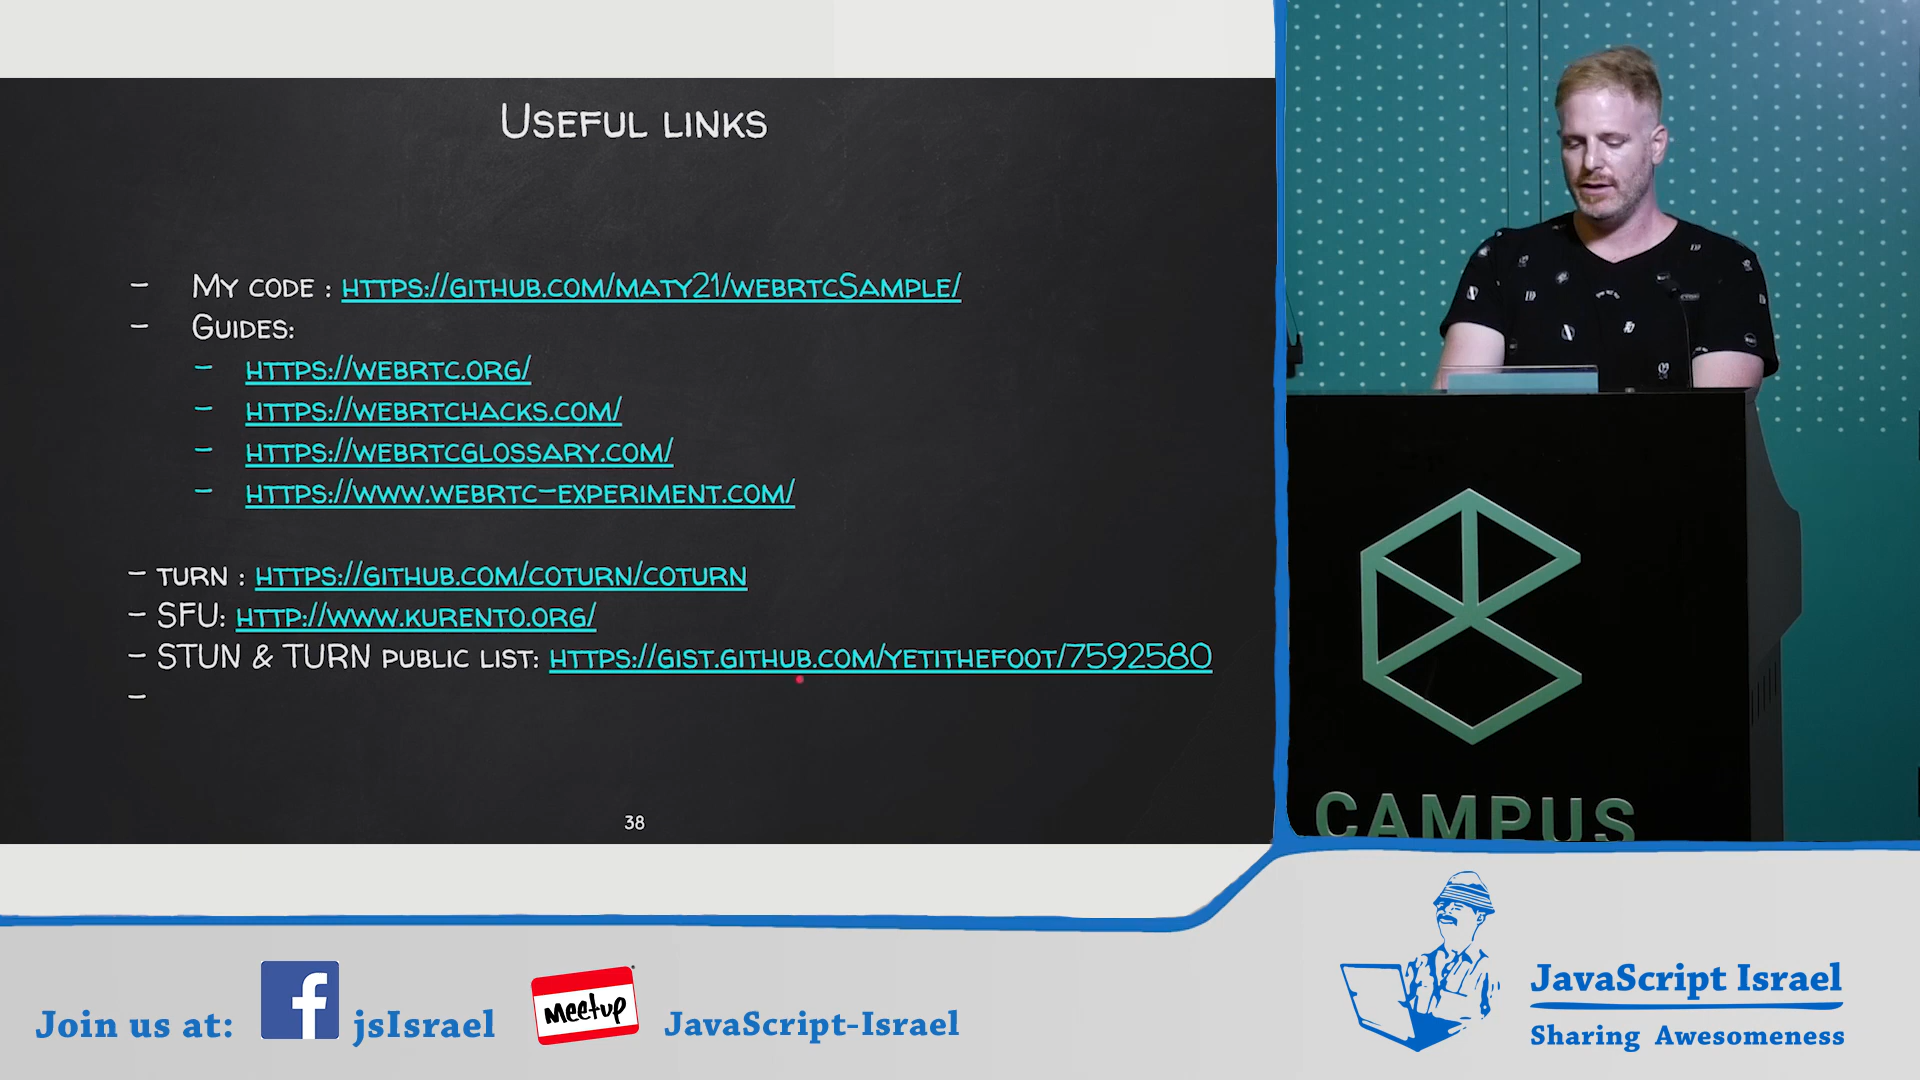 Useful links
- My code : https://github.com/maty21/webrtcSample/
- Guides:
- https://webrtc.org/
- https://webrtchacks.com/
- https://webrtcglossary.com/
- https://www.webrtc-experiment.com/
- turn : https://github.com/coturn/coturn
- SFU: http://www.kurento.org/
- STUN & TURN public list: https://gist.github.com/yetithefoot/7592580
-
38
CAMPUS
Join us at: f jsIsrael Meetup JavaScript-Israel
JavaScript Israel
Sharing Awesomeness